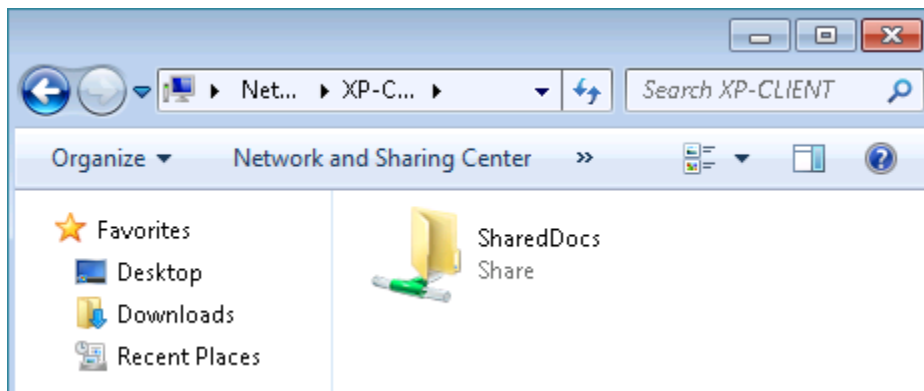 Net... XP-C... Search XP-CLIENT
Organize Network and Sharing Center »
Favorites
Desktop
Downloads
Recent Places
SharedDocs
Share